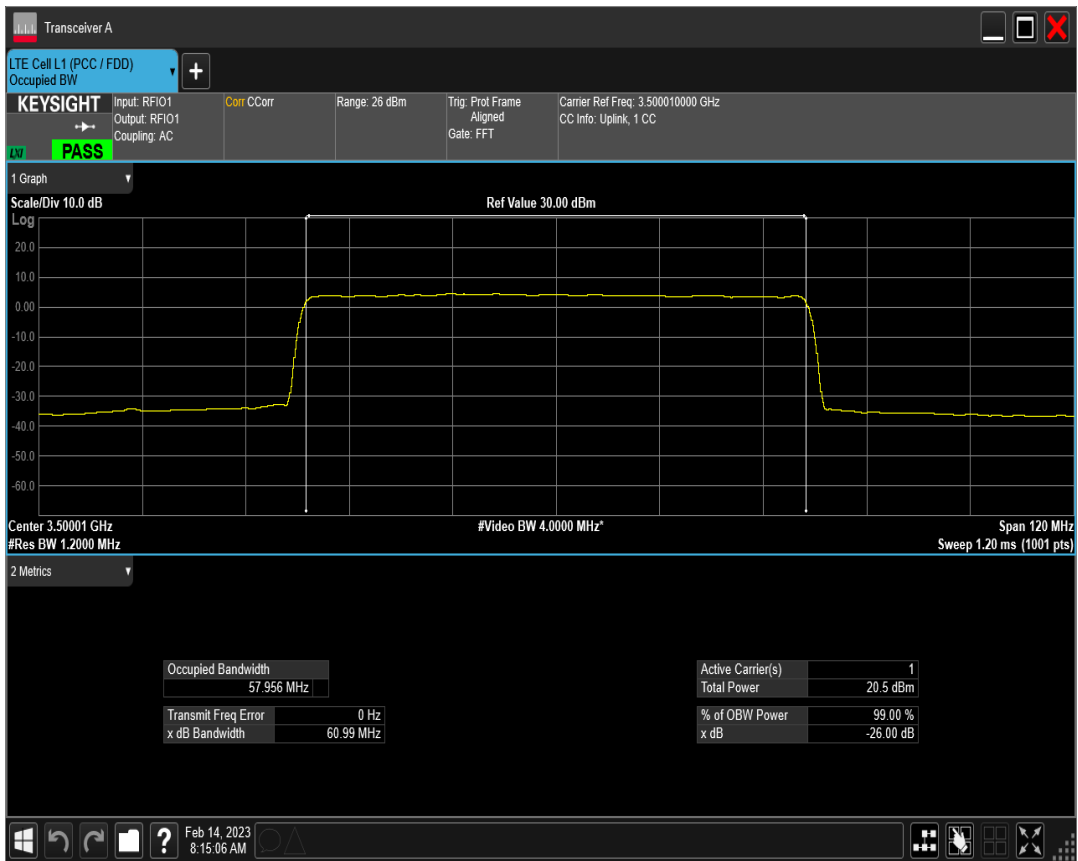 Transceiver A
LTE Cell L1 (PCC / FDD)
Occupied BW
KEYSIGHT
LXI
PASS
Input: RFIO1
Output: RFIO1
Coupling: AC
Corr CCorr
Range: 26 dBm
Trig: Prot Frame
Aligned
Gate: FFT
Carrier Ref Freq: 3.500010000 GHz
CC Info: Uplink, 1 CC
1 Graph
Scale/Div 10.0 dB
Ref Value 30.00 dBm
Log
20.0
10.0
0.00
-10.0
-20.0
-30.0
-40.0
-50.0
-60.0
Center 3.50001 GHz
#Video BW 4.0000 MHz*
Span 120 MHz
#Res BW 1.2000 MHz
Sweep 1.20 ms (1001 pts)
2 Metrics
Occupied Bandwidth
57.956 MHz
Transmit Freq Error 0 Hz
x dB Bandwidth 60.99 MHz
Active Carrier(s) 1
Total Power 20.5 dBm
% of OBW Power 99.00 %
x dB -26.00 dB
?
Feb 14, 2023
8:15:06 AM